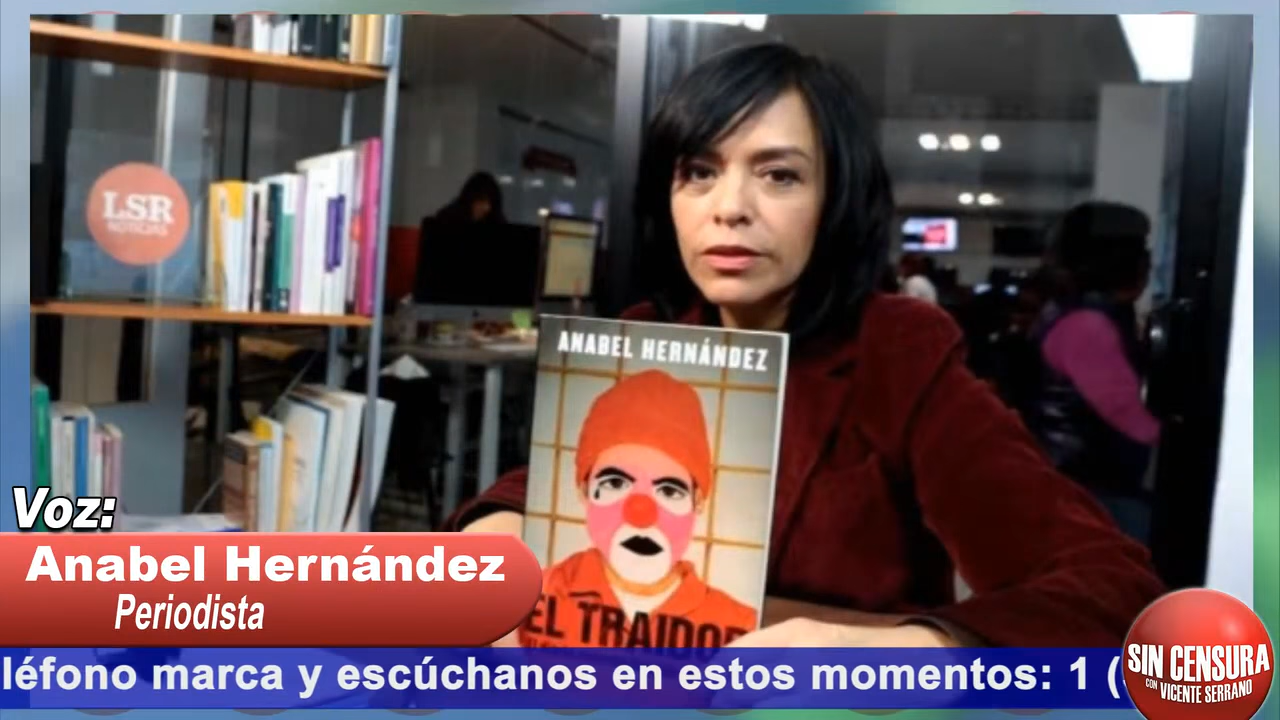 LSR
NOTICIAS
ANABEL HERNÁNDEZ
EL TRAIDOR
Voz:
Anabel Hernández
Periodista
léfono marca y escúchanos en estos momentos: 1 (
SIN CENSURA
CON VICENTE SERRANO